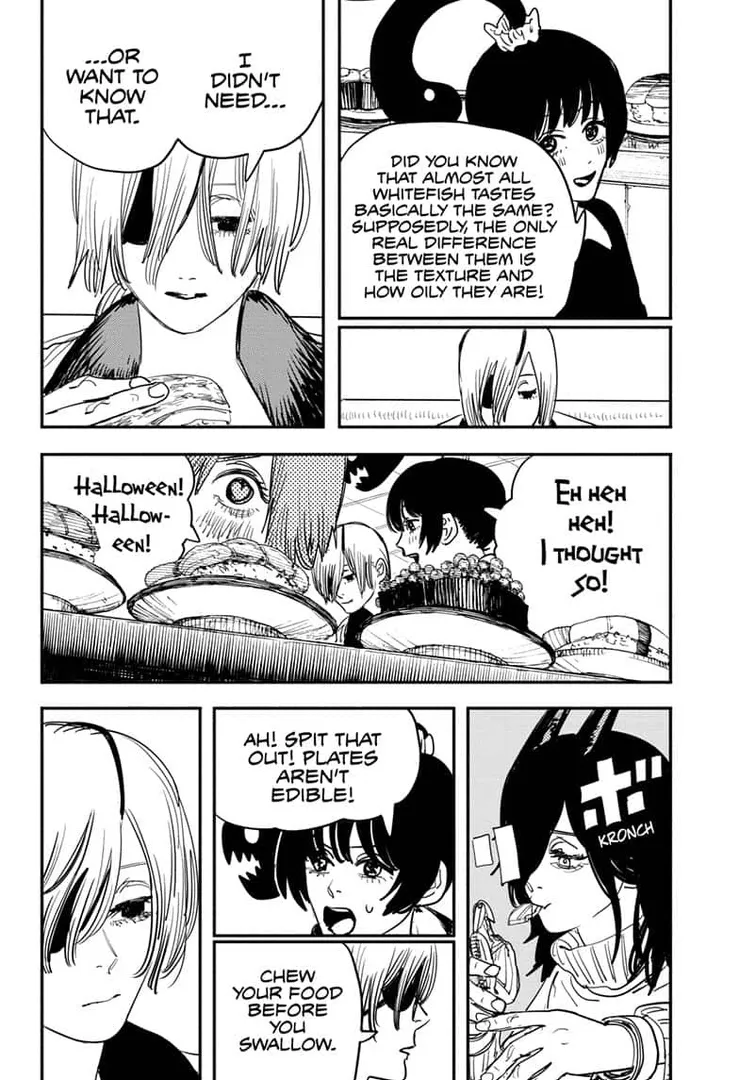 DID YOU KNOW
THAT ALMOST ALL
WHITEFISH TASTES
BASICALLY THE SAME?
SUPPOSEDLY, THE ONLY
REAL DIFFERENCE
BETWEEN THEM IS
THE TEXTURE AND
HOW OILY THEY ARE!
I
DIDN'T
NEED...
...OR
WANT TO
KNOW
THAT.
EH HEH
HEH!
I THOUGHT
SO!
Halloween!
Hallow-
een!
ボ
KRONCH
AH! SPIT THAT
OUT! PLATES
AREN'T
EDIBLE!
CHEW
YOUR FOOD
BEFORE
YOU
SWALLOW.